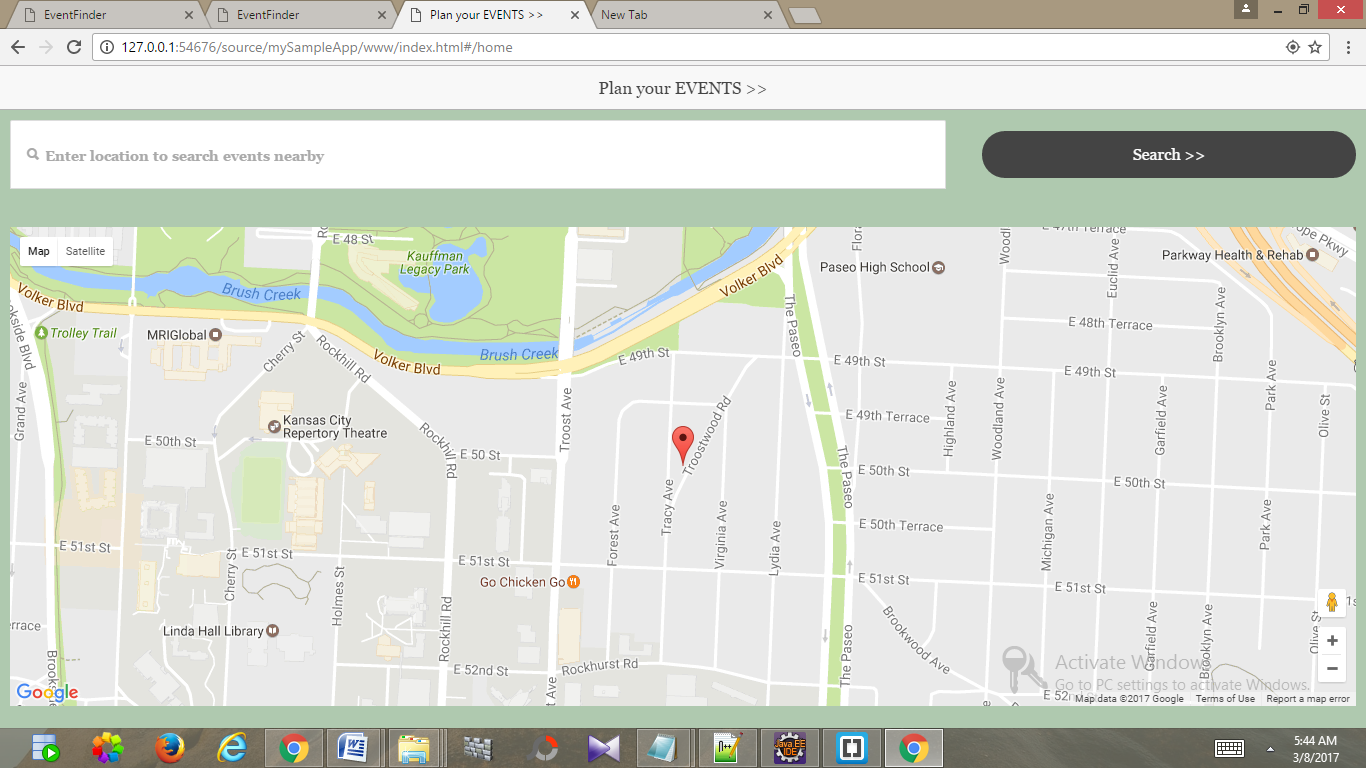 EventFinder
EventFinder
Plan your EVENTS >>
New Tab
127.0.0.1:54676/source/mySampleApp/www/index.html#/home
Plan your EVENTS >>
Enter location to search events nearby
Search >>
Map
Satellite
E 48 St
Kauffman
Legacy Park
Brush Creek
Volker Blvd
Volker Blvd
Paseo High School
Parkway Health & Rehab
Euclid Ave
E 48th Terrace
Brooklyn Ave
Trolley Trail
MRIGlobal
Cherry St
Rockhill Rd
Volker Blvd
Brush Creek
E 49th St
The Paseo
E 49th St
E 49th St
Grand Ave
Troost Ave
Troostwood Rd
Highland Ave
Woodland Ave
Garfield Ave
Park Ave
Olive St
E 49th Terrace
Kansas City
Repertory Theatre
E 50th St
Rockhill Rd
E 50 St
The Paseo
E 50th St
E 50th St
Forest Ave
Tracy Ave
Virginia Ave
Lydia Ave
E 50th Terrace
Michigan Ave
Park Ave
E 51st St
E 51st St
E 51st St
E 51st St
E 51st St
Cherry St
Holmes St
Go Chicken Go
Linda Hall Library
Rockhill Rd
E 52nd St
Rockhurst Rd
The Paseo
Brookwood Ave
Garfield Ave
Brooklyn Ave
Olive St
Activate Windows
Go to PC settings to activate Windows.
Google
Map data ©2017 Google
Terms of Use
Report a map error
Java EE
IDE
5:44 AM
3/8/2017